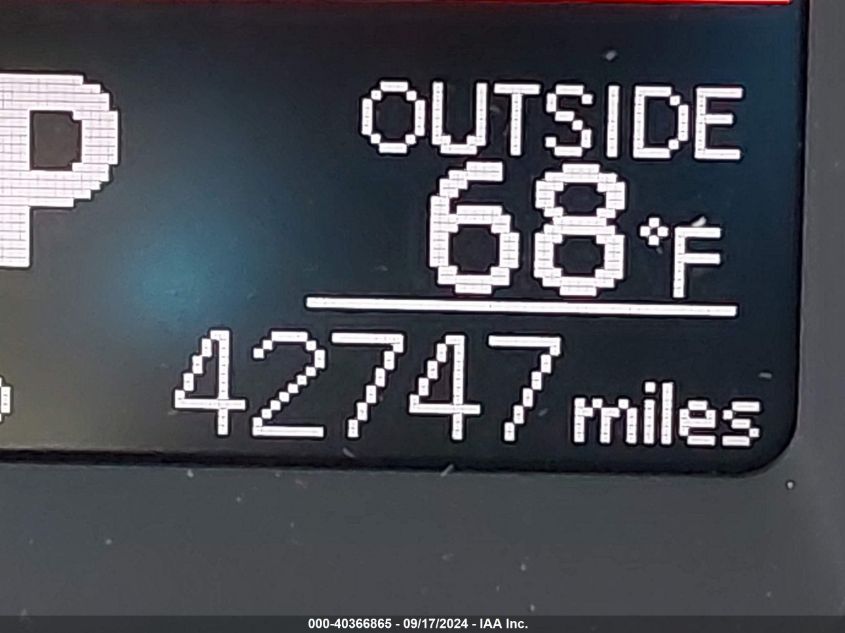 P
OUTSIDE
68°F
42747 miles
000-40366865 - 09/17/2024 - IAA Inc.